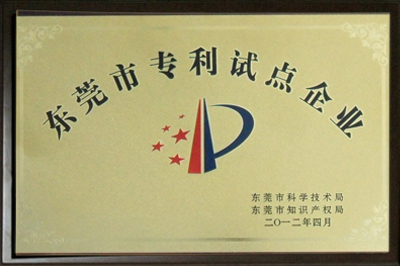 东莞市专利试点企业
东莞市科学技术局
东莞市知识产权局
二〇一二年四月